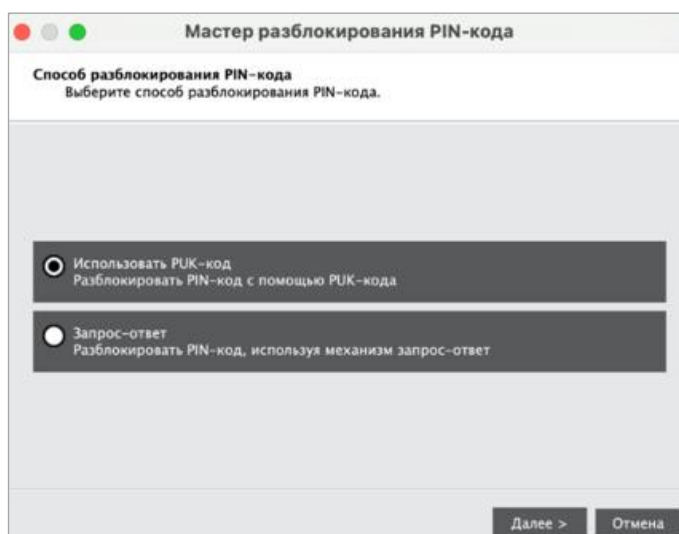 Мастер разблокирования PIN-кода
Способ разблокирования PIN-кода
Выберите способ разблокирования PIN-кода.
Использовать PUK-код
Разблокировать PIN-код с помощью PUK-кода
Запрос-ответ
Разблокировать PIN-код, используя механизм запрос-ответ
Далее > Отмена